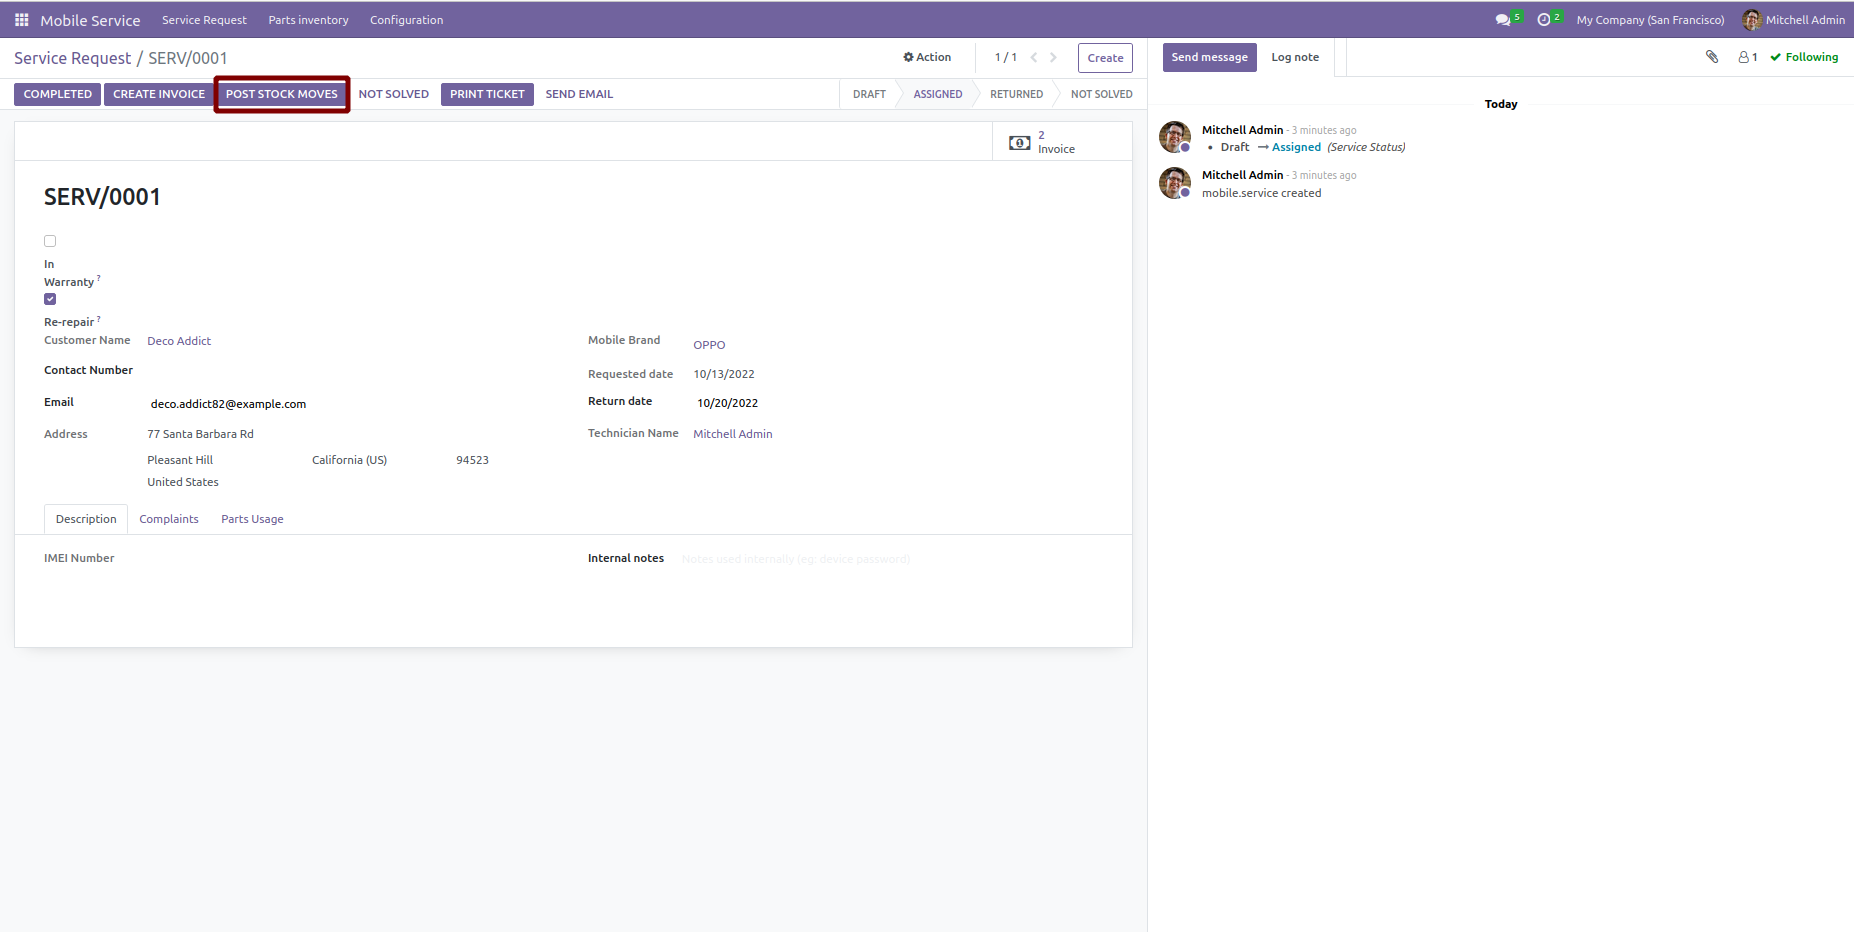 Mobile Service Service Request Parts inventory Configuration 5 2 My Company (San Francisco) Mitchell Admin
Service Request / SERV/0001 Action 1 / 1 Create Send message Log note 1 Following
COMPLETED CREATE INVOICE POST STOCK MOVES NOT SOLVED PRINT TICKET SEND EMAIL DRAFT ASSIGNED RETURNED NOT SOLVED
2
Invoice
SERV/0001
In
Warranty ?
Re-repair ?
Customer Name Deco Addict
Contact Number
Email deco.addict82@example.com
Address 77 Santa Barbara Rd
Pleasant Hill California (US) 94523
United States
Mobile Brand OPPO
Requested date 10/13/2022
Return date 10/20/2022
Technician Name Mitchell Admin
Description Complaints Parts Usage
IMEI Number Internal notes Notes used internally (eg: device password)
Today
Mitchell Admin - 3 minutes ago
• Draft → Assigned (Service Status)
Mitchell Admin - 3 minutes ago
mobile.service created